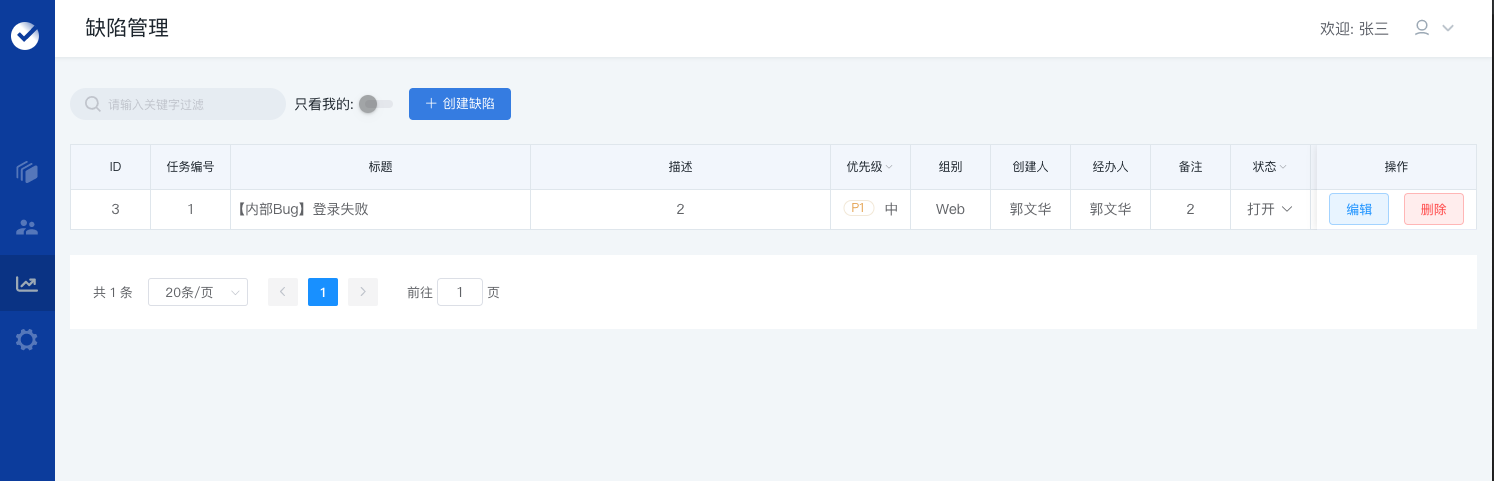 缺陷管理
欢迎: 张三
请输入关键字过滤
只看我的:
创建缺陷
ID 任务编号 标题 描述 优先级 组别 创建人 经办人 备注 状态 操作
3 1 【内部Bug】登录失败 2 P1 中 Web 郭文华 郭文华 2 打开 编辑 删除
共 1 条 20条/页 1 前往 1 页